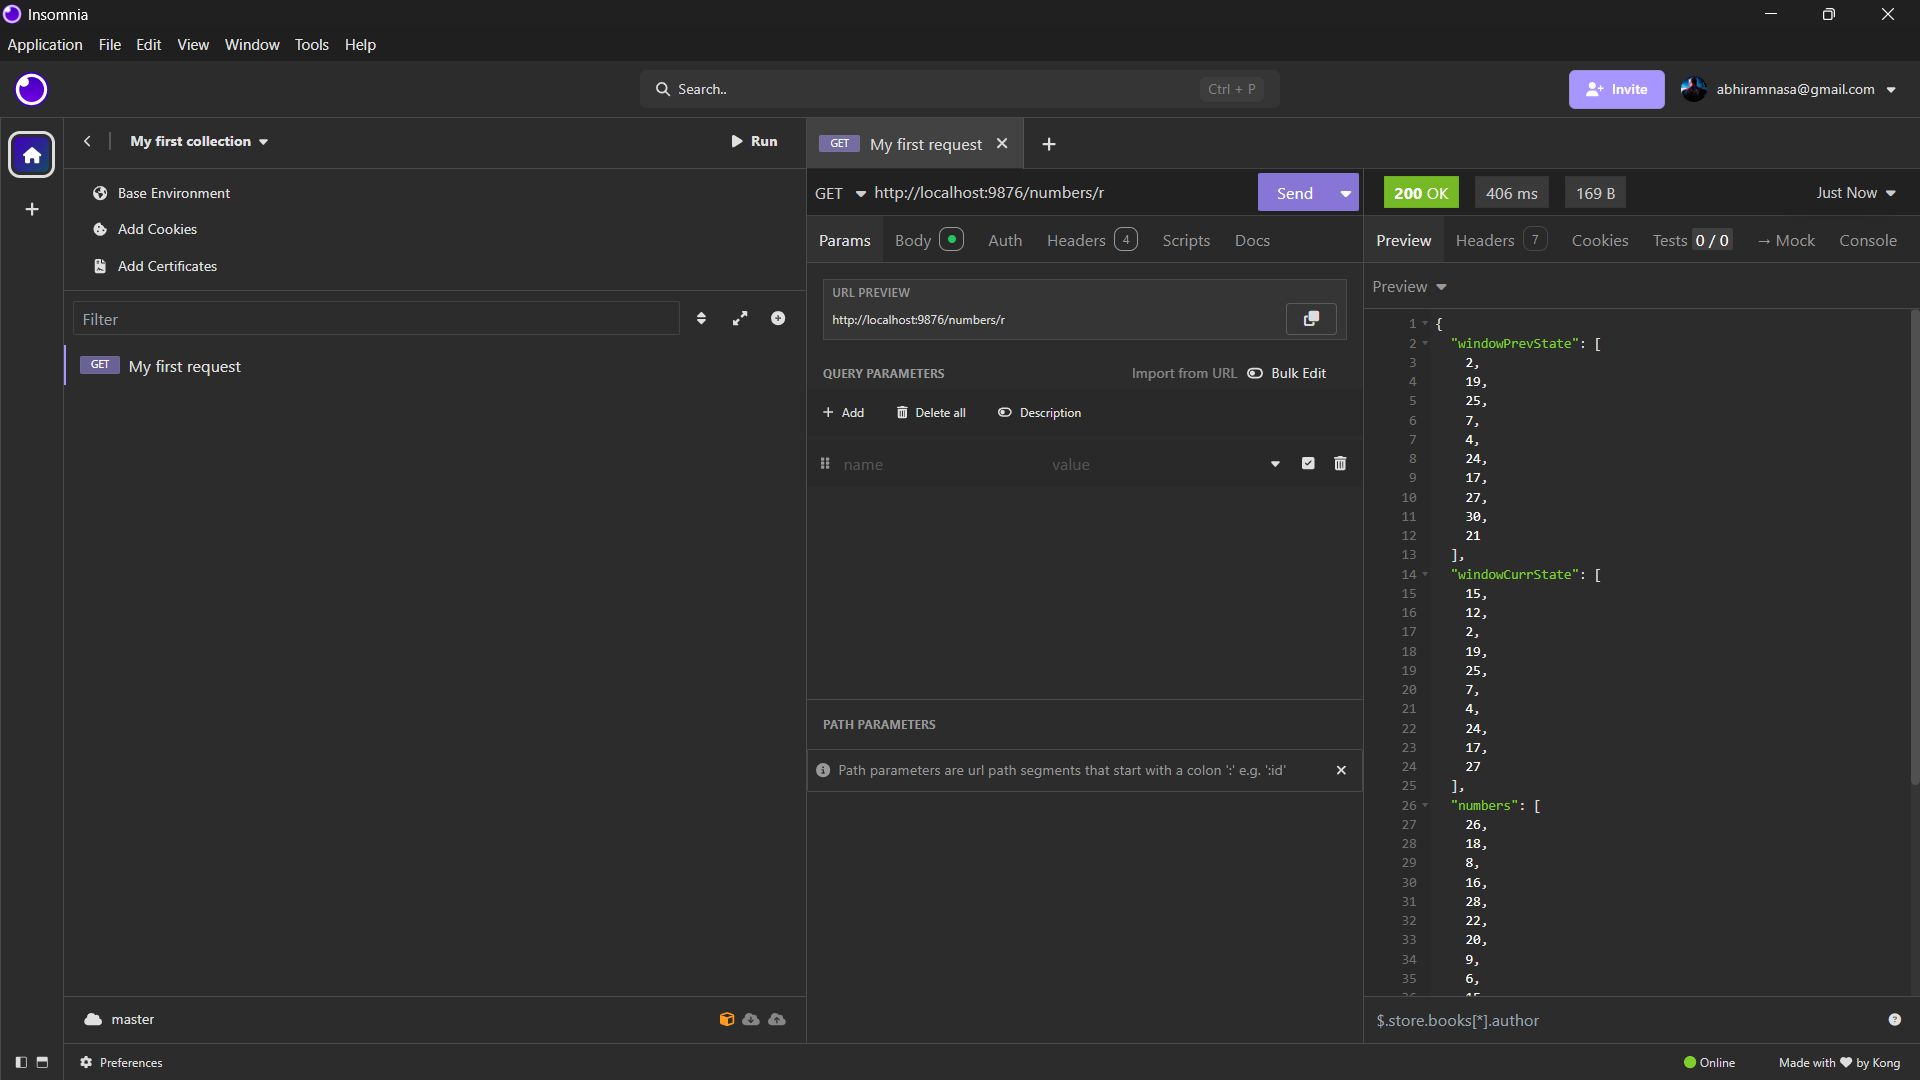 Insomnia
Application File Edit View Window Tools Help
Search.. Ctrl + P
Invite abhiramnasa@gmail.com
My first collection Run
Base Environment
Add Cookies
Add Certificates
Filter
GET My first request
master
GET My first request
GET http://localhost:9876/numbers/r Send
Params Body Auth Headers 4 Scripts Docs
URL PREVIEW
http://localhost:9876/numbers/r
QUERY PARAMETERS Import from URL Bulk Edit
+ Add Delete all Description
name value
PATH PARAMETERS
Path parameters are url path segments that start with a colon ':' e.g. ':id'
200 OK 406 ms 169 B Just Now
Preview Headers 7 Cookies Tests 0 / 0 → Mock Console
Preview
1 {
2 "windowPrevState": [
3 2,
4 19,
5 25,
6 7,
7 4,
8 24,
9 17,
10 27,
11 30,
12 21
13 ],
14 "windowCurrState": [
15 15,
16 12,
17 2,
18 19,
19 25,
20 7,
21 4,
22 24,
23 17,
24 27
25 ],
26 "numbers": [
27 26,
28 18,
29 8,
30 16,
31 28,
32 22,
33 20,
34 9,
35 6,
$.store.books[*].author
Preferences
Online Made with ♥ by Kong